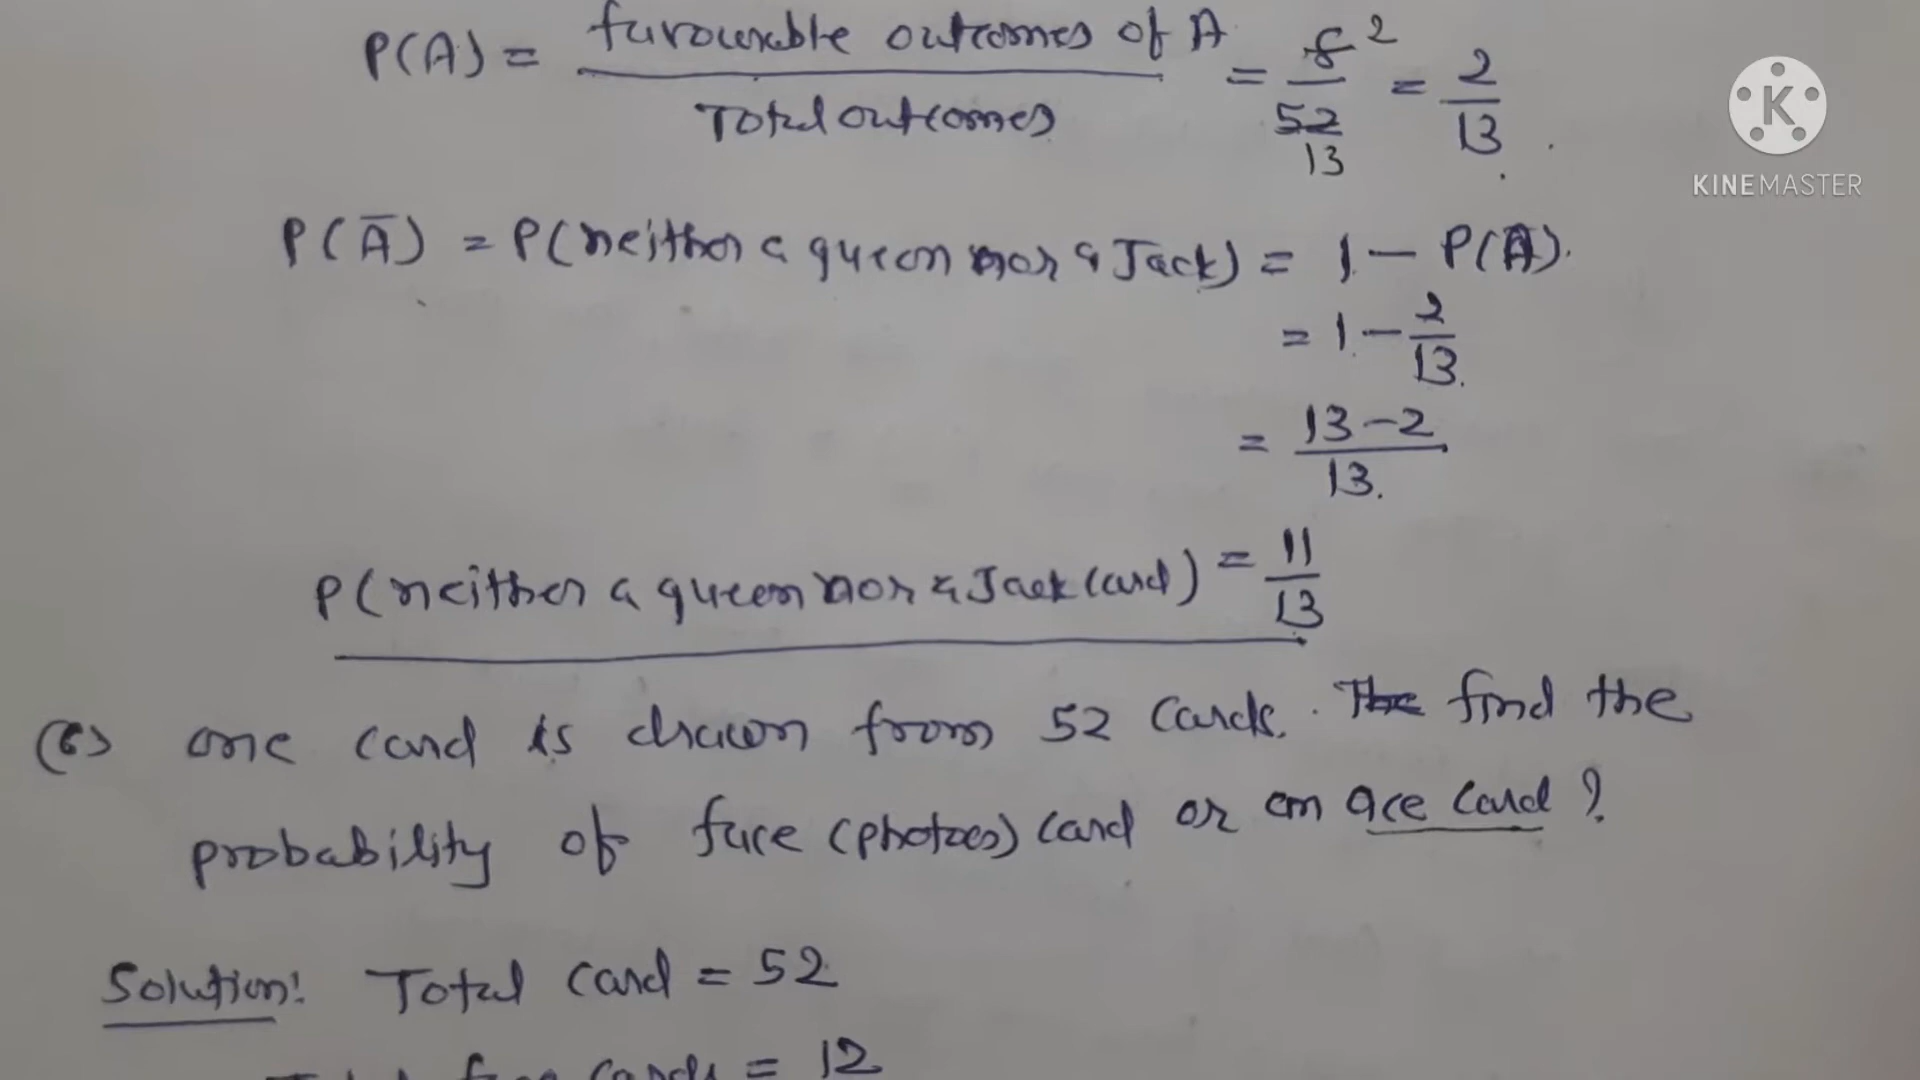 P(A) = favourable outcomes of A / Total outcomes = 8 2 / 52 13 = 2/13 .
KINEMASTER
P(Ā) = P(neither a queen nor a Jack) = 1 - P(A).
= 1 - 2/13.
= 13-2/13.
P(neither a queen nor a Jack card) = 11/13
one card is drawn from 52 cards. The find the
probability of face (photoes) card or an ace card ?
Solution: Total card = 52
cards = 12